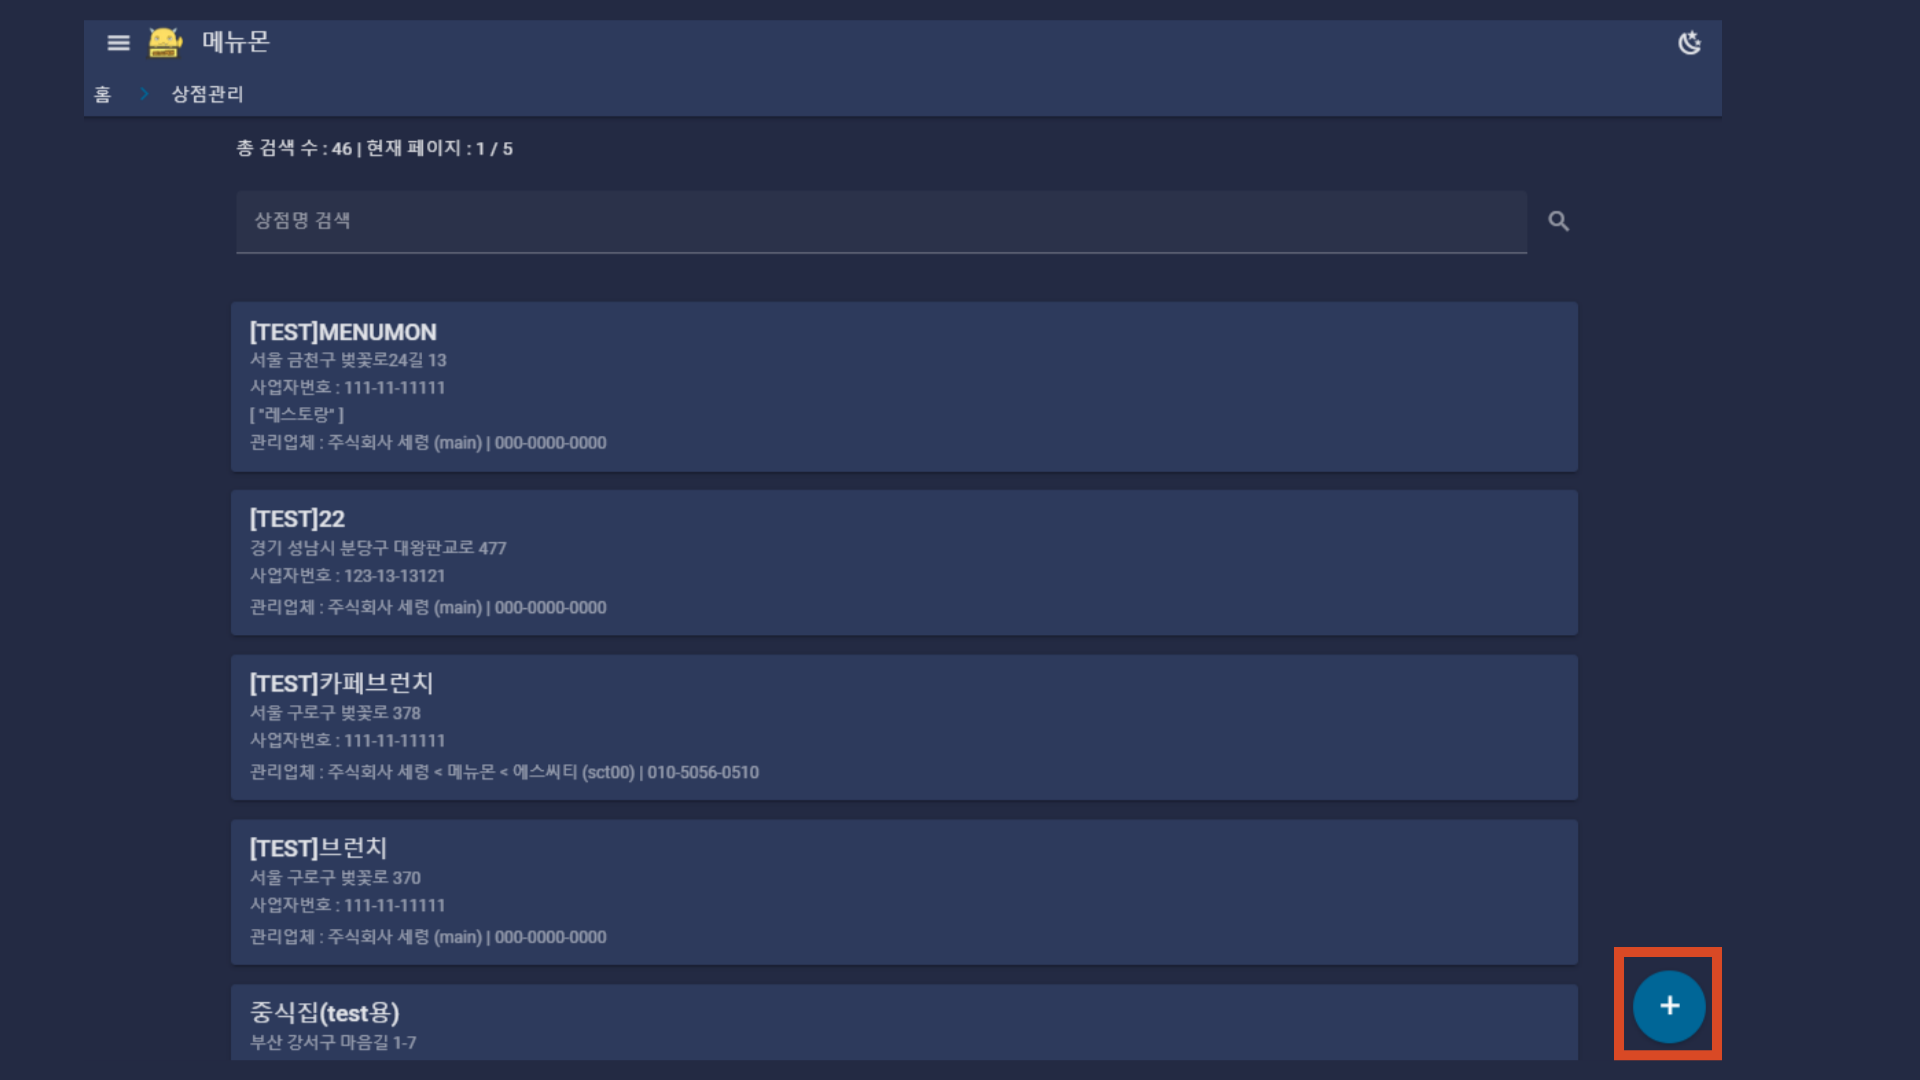 메뉴몬
홈 > 상점관리
총 검색 수 : 46 | 현재 페이지 : 1 / 5
상점명 검색
[TEST]MENUMON
서울 금천구 벚꽃로24길 13
사업자번호 : 111-11-11111
[ "레스토랑" ]
관리업체 : 주식회사 세령 (main) | 000-0000-0000
[TEST]22
경기 성남시 분당구 대왕판교로 477
사업자번호 : 123-13-13121
관리업체 : 주식회사 세령 (main) | 000-0000-0000
[TEST]카페브런치
서울 구로구 벚꽃로 378
사업자번호 : 111-11-11111
관리업체 : 주식회사 세령 < 메뉴몬 < 에스씨티 (sct00) | 010-5056-0510
[TEST]브런치
서울 구로구 벚꽃로 370
사업자번호 : 111-11-11111
관리업체 : 주식회사 세령 (main) | 000-0000-0000
중식집(test용)
부산 강서구 마음길 1-7
+